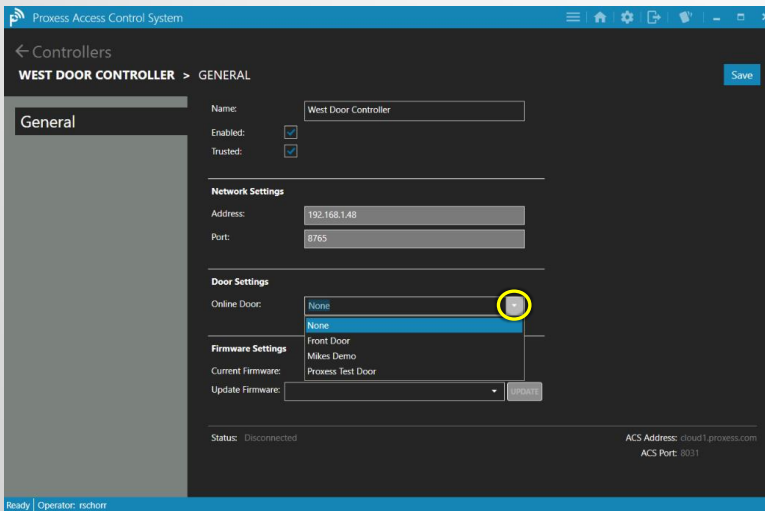 Proxess Access Control System
Controllers
WEST DOOR CONTROLLER > GENERAL
Save
General
Name: West Door Controller
Enabled:
Trusted:
Network Settings
Address: 192.168.1.48
Port: 8765
Door Settings
Online Door: None
None
Front Door
Mikes Demo
Firmware Settings
Current Firmware: Proxess Test Door
Update Firmware: UPDATE
Status: Disconnected ACS Address: cloud1.proxess.com
ACS Port: 8031
Ready Operator: rschorr